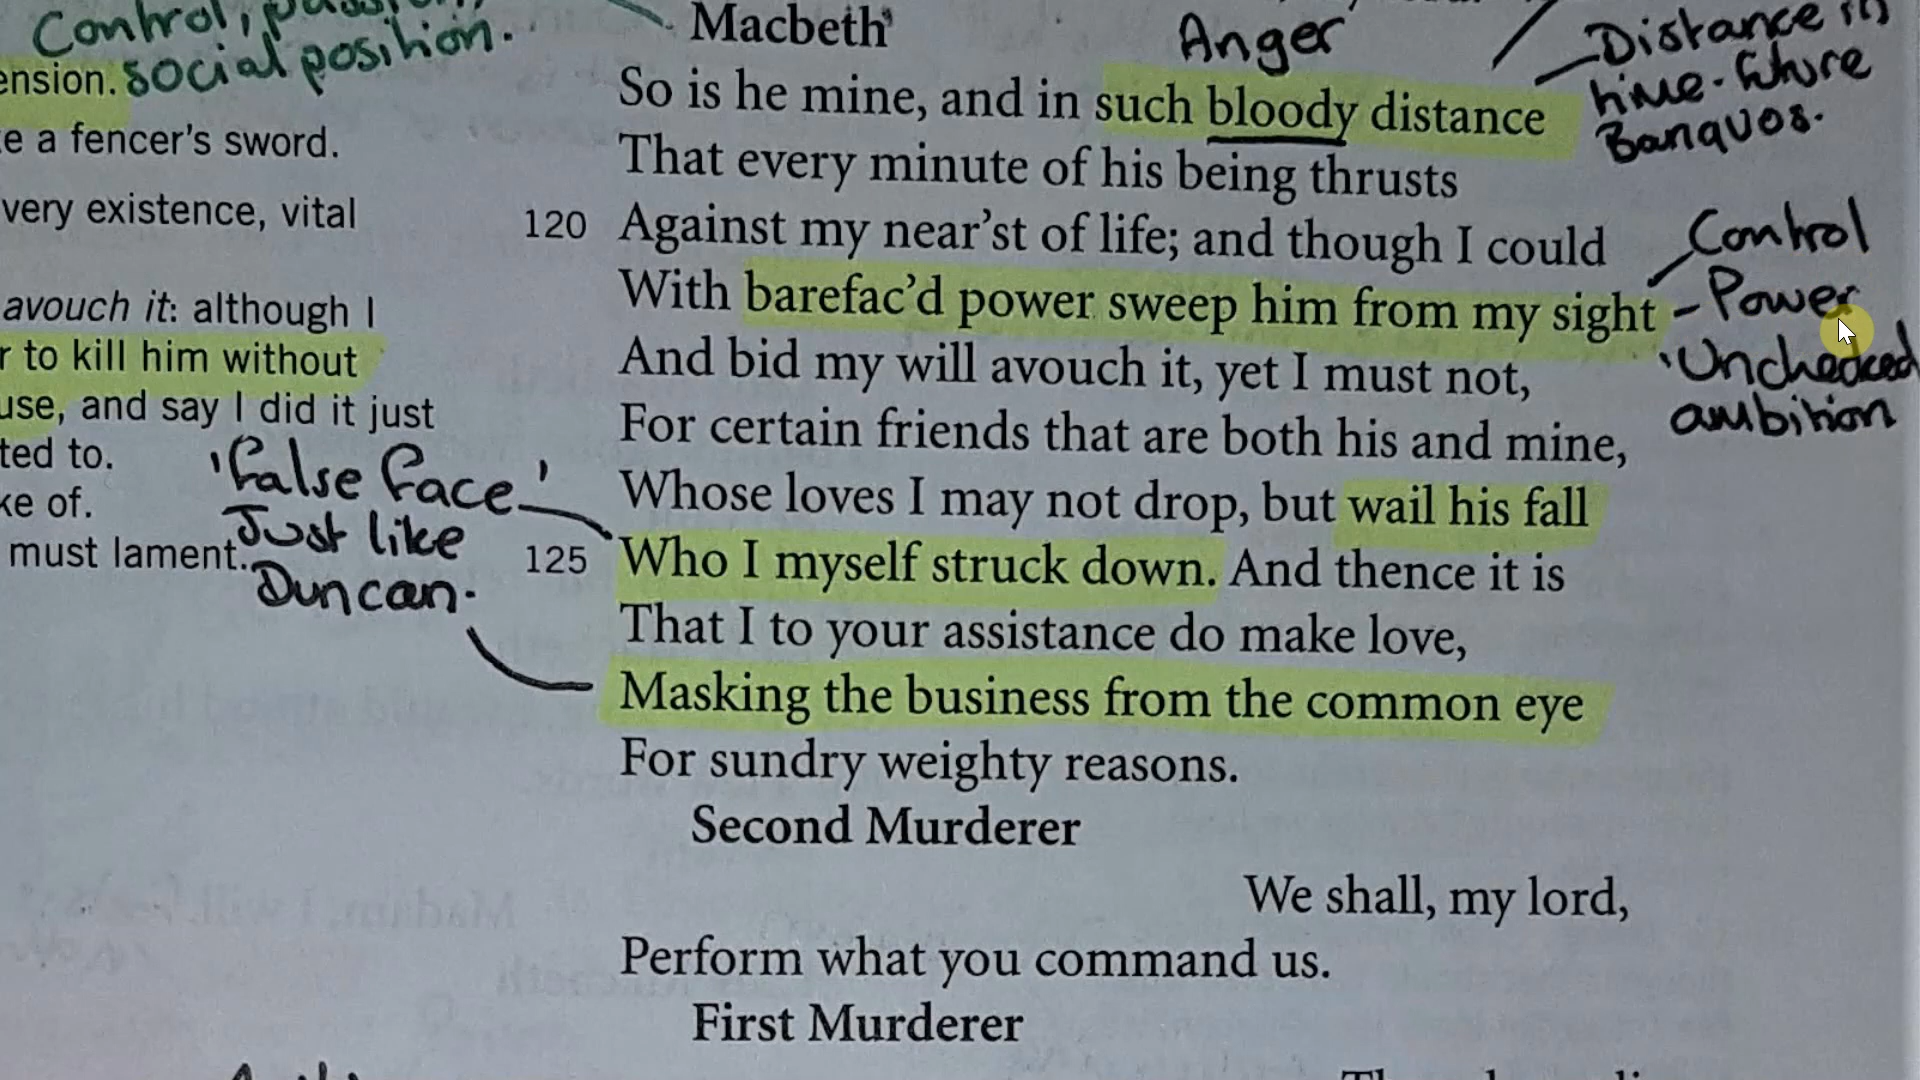 Control,
social position.
ension.
e a fencer's sword.
very existence, vital
avouch it: although I
r to kill him without
use, and say I did it just
ted to.
ke of.
must lament.
'false face'
Just like
Duncan.
Macbeth
Anger
Distance in
time. future
Banquos.
So is he mine, and in such bloody distance
That every minute of his being thrusts
120 Against my near'st of life; and though I could
With barefac'd power sweep him from my sight
And bid my will avouch it, yet I must not,
For certain friends that are both his and mine,
Whose loves I may not drop, but wail his fall
125 Who I myself struck down. And thence it is
That I to your assistance do make love,
Masking the business from the common eye
For sundry weighty reasons.
Control
- Power
'Unchecked
ambition
Second Murderer
We shall, my lord,
Perform what you command us.
First Murderer